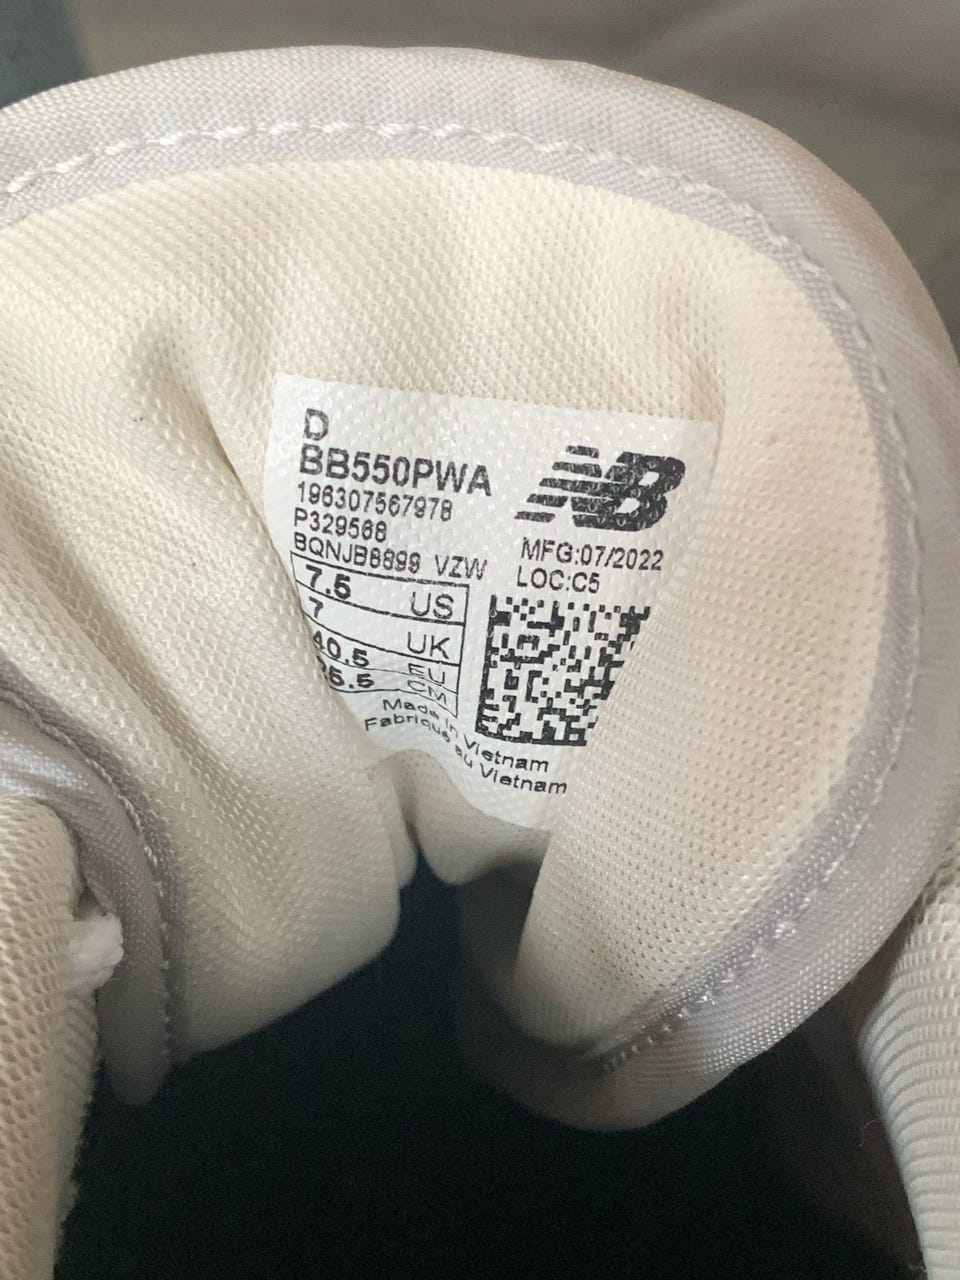 D
BB550PWA
196307567978
P329568
BQNJB8899 VZW
7.5 US
7 UK
40.5 EU
25.5 CM
NB
MFG:07/2022
LOC:C5
Made in Vietnam
Fabriqué au Vietnam